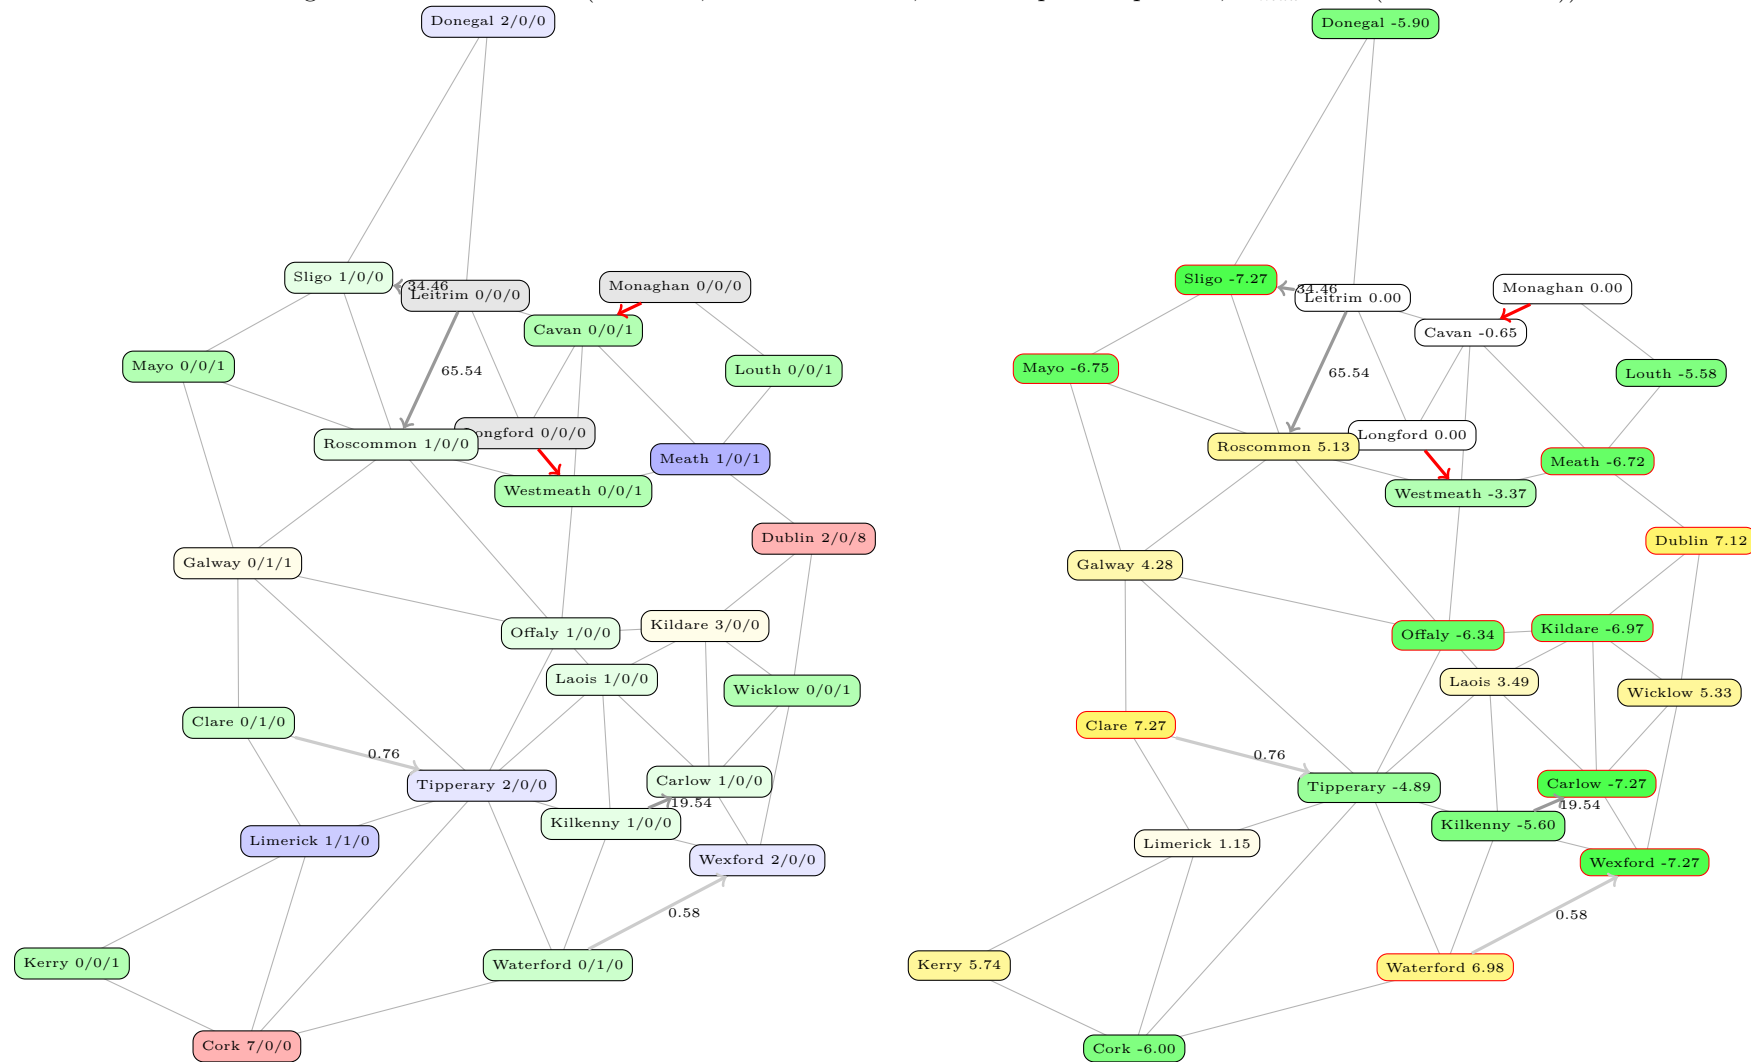 Donegal 2/0/0
Sligo 1/0/0
34.46
Leitrim 0/0/0
Monaghan 0/0/0
Cavan 0/0/1
Mayo 0/0/1
65.54
Louth 0/0/1
Roscommon 1/0/0
0/0/0
Meath 1/0/1
Westmeath 0/0/1
Dublin 2/0/8
Galway 0/1/1
Offaly 1/0/0
Kildare 3/0/0
Laois 1/0/0
Wicklow 0/0/1
Clare 0/1/0
0.76
Tipperary 2/0/0
Carlow 1/0/0
19.54
Kilkenny 1/0/0
Limerick 1/1/0
Wexford 2/0/0
0.58
Kerry 0/0/1
Waterford 0/1/0
Cork 7/0/0
Donegal -5.90
Sligo -7.27
34.46
Leitrim 0.00
Monaghan 0.00
Cavan -0.65
Mayo -6.75
65.54
Louth -5.58
Roscommon 5.13
Longford 0.00
Meath -6.72
Westmeath -3.37
Dublin 7.12
Galway 4.28
Offaly -6.34
Kildare -6.97
Laois 3.49
Wicklow 5.33
Clare 7.27
0.76
Tipperary -4.89
Carlow -7.27
19.54
Kilkenny -5.60
Limerick 1.15
Wexford -7.27
0.58
Kerry 5.74
Waterford 6.98
Cork -6.00